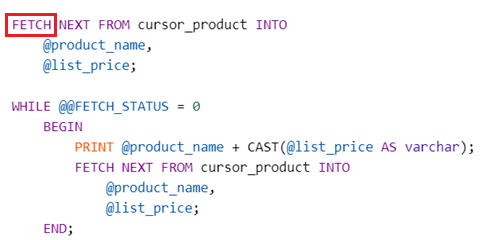 FETCH NEXT FROM cursor_product INTO
    @product_name,
    @list_price;
WHILE @@FETCH_STATUS = 0
    BEGIN
        PRINT @product_name + CAST(@list_price AS varchar);
        FETCH NEXT FROM cursor_product INTO
            @product_name,
            @list_price;
    END;